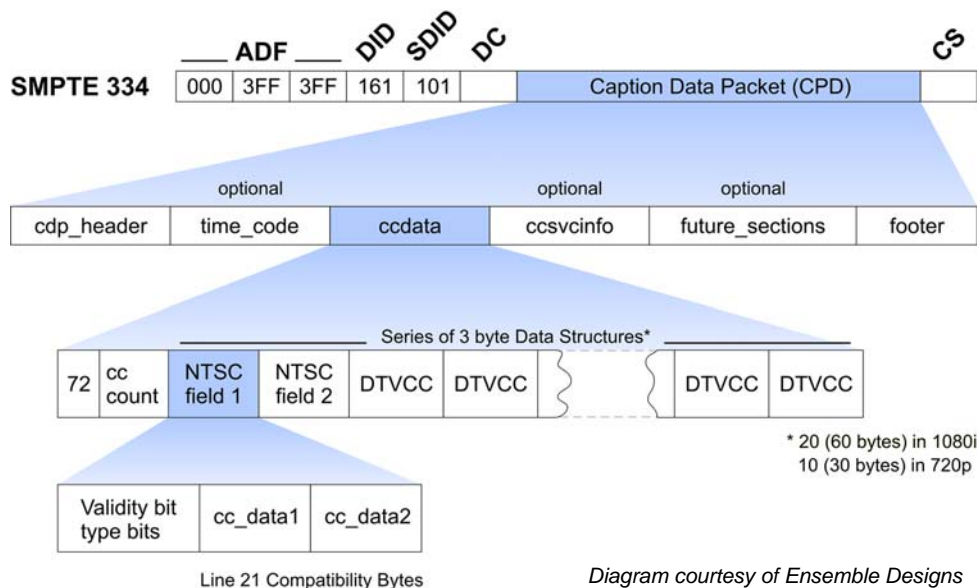 ADF DID SDID DC CS
SMPTE 334 000 3FF 3FF 161 101 Caption Data Packet (CPD)
optional optional optional
cdp_header time_code ccdata ccsvcinfo future_sections footer
Series of 3 byte Data Structures*
72 cc count NTSC field 1 NTSC field 2 DTVCC DTVCC DTVCC DTVCC
* 20 (60 bytes) in 1080i
10 (30 bytes) in 720p
Validity bit type bits cc_data1 cc_data2
Line 21 Compatibility Bytes
Diagram courtesy of Ensemble Designs